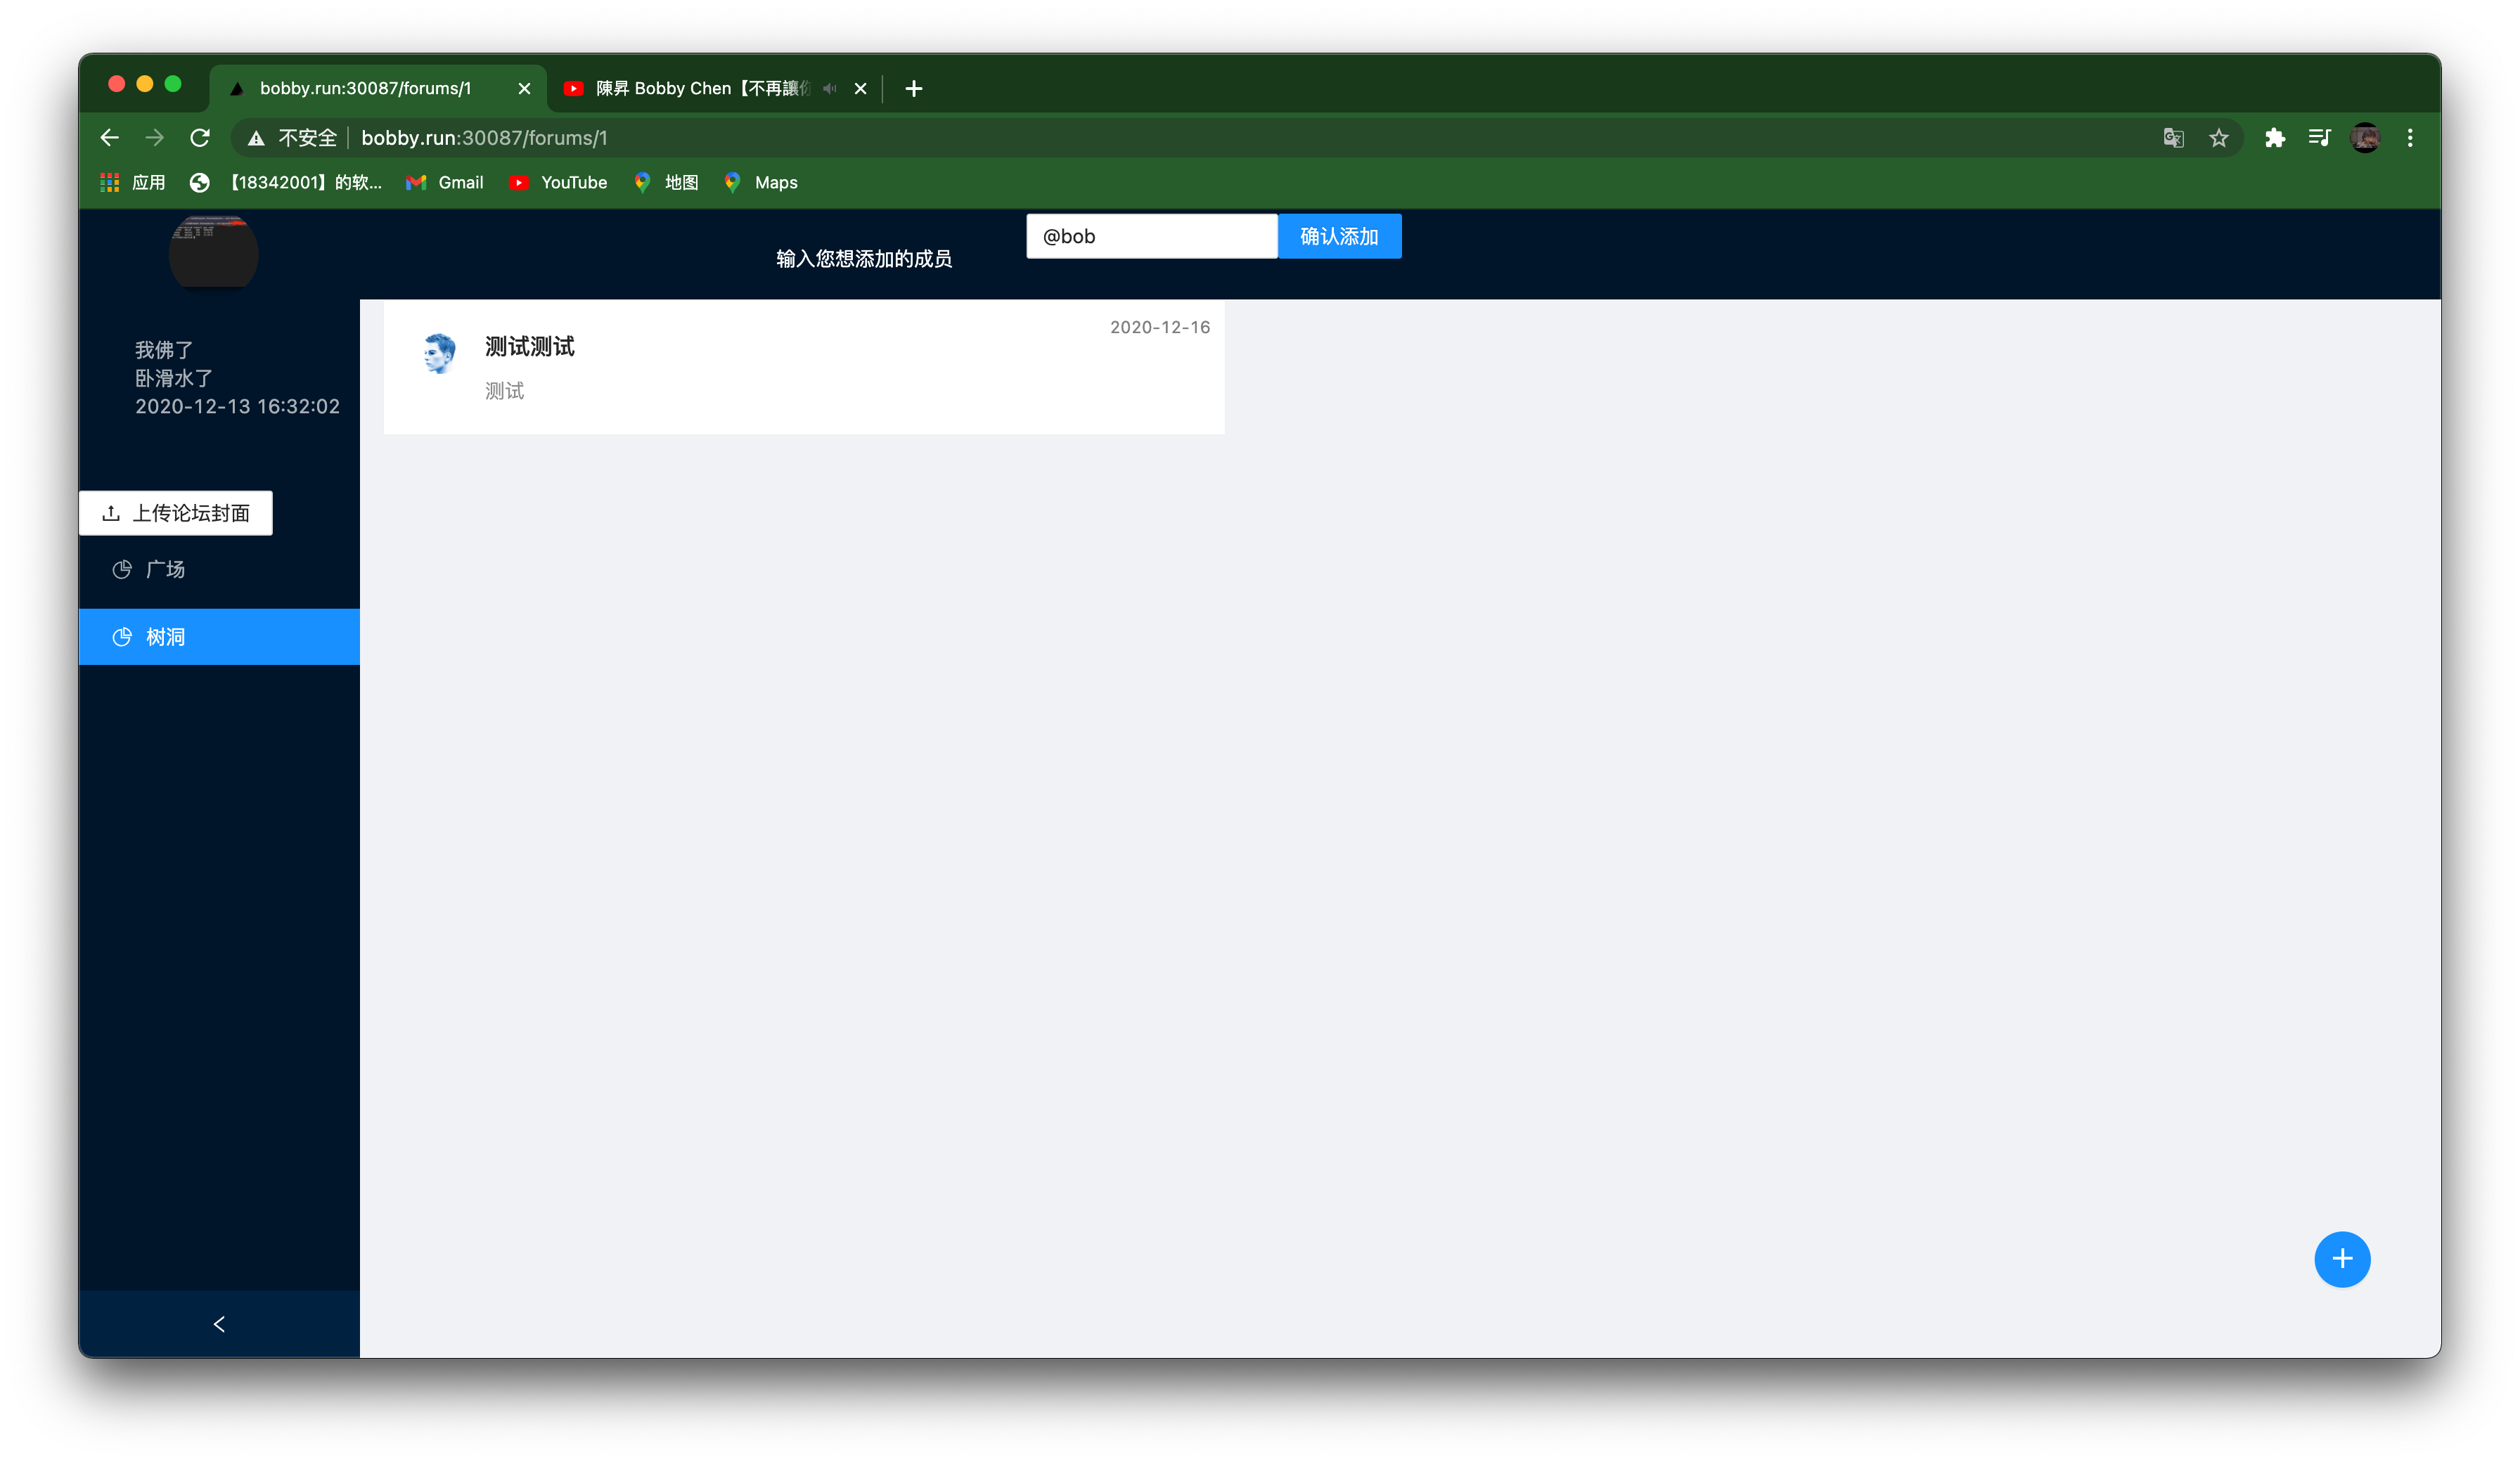 bobby.run:30087/forums/1
陳昇 Bobby Chen【不再讓
不安全
bobby.run:30087/forums/1
应用
【18342001】的软...
Gmail
YouTube
地图
Maps
@bob
确认添加
输入您想添加的成员
2020-12-16
测试测试
测试
我佛了
卧滑水了
2020-12-13 16:32:02
上传论坛封面
广场
树洞